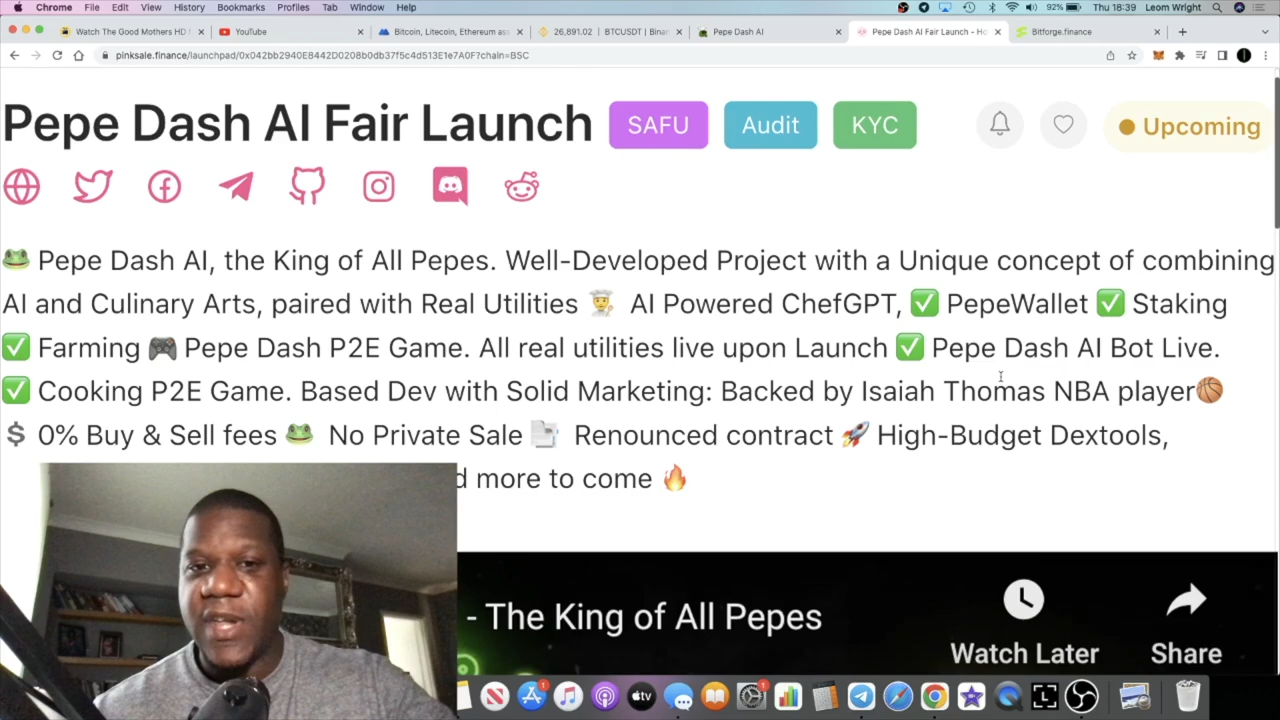 Chrome File Edit View History Bookmarks Profiles Tab Window Help 92% Thu 18:39 Leom Wright
Watch The Good Mothers HD YouTube Bitcoin, Litecoin, Ethereum as 26,891.02 | BTCUSDT | Binan Pepe Dash AI Pepe Dash AI Fair Launch - Ho Bitforge.finance
pinksale.finance/launchpad/0x042bb2940E8442D0208b0db37f5c4d513E1e7A0F?chain=BSC
Pepe Dash AI Fair Launch SAFU Audit KYC Upcoming
🐸 Pepe Dash AI, the King of All Pepes. Well-Developed Project with a Unique concept of combining
AI and Culinary Arts, paired with Real Utilities 👨‍🍳 AI Powered ChefGPT, ✅ PepeWallet ✅ Staking
✅ Farming 🎮 Pepe Dash P2E Game. All real utilities live upon Launch ✅ Pepe Dash AI Bot Live.
✅ Cooking P2E Game. Based Dev with Solid Marketing: Backed by Isaiah Thomas NBA player🏀
💲 0% Buy & Sell fees 🐸 No Private Sale 📄 Renounced contract 🚀 High-Budget Dextools,
d more to come 🔥
- The King of All Pepes
Watch Later Share
tv